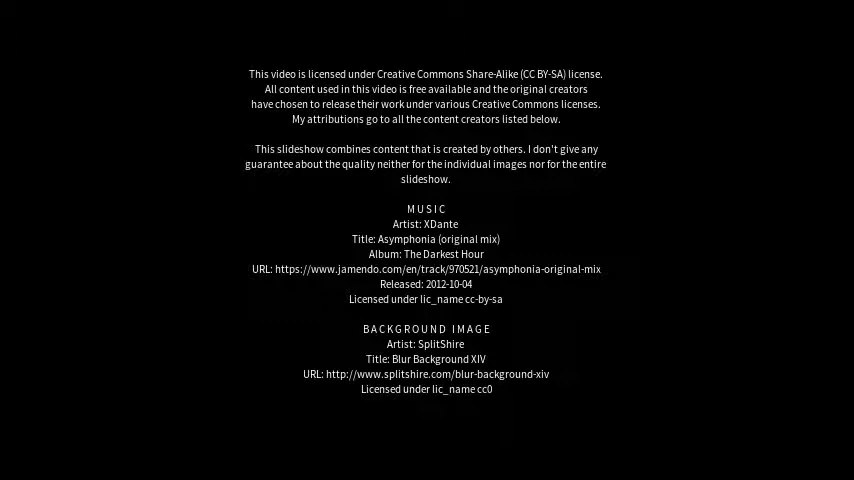 This video is licensed under Creative Commons Share-Alike (CC BY-SA) license.
All content used in this video is free available and the original creators
have chosen to release their work under various Creative Commons licenses.
My attributions go to all the content creators listed below.
This slideshow combines content that is created by others. I don't give any
guarantee about the quality neither for the individual images nor for the entire
slideshow.
MUSIC
Artist: XDante
Title: Asymphonia (original mix)
Album: The Darkest Hour
URL: https://www.jamendo.com/en/track/970521/asymphonia-original-mix
Released: 2012-10-04
Licensed under lic_name cc-by-sa
BACKGROUND IMAGE
Artist: SplitShire
Title: Blur Background XIV
URL: http://www.splitshire.com/blur-background-xiv
Licensed under lic_name cc0